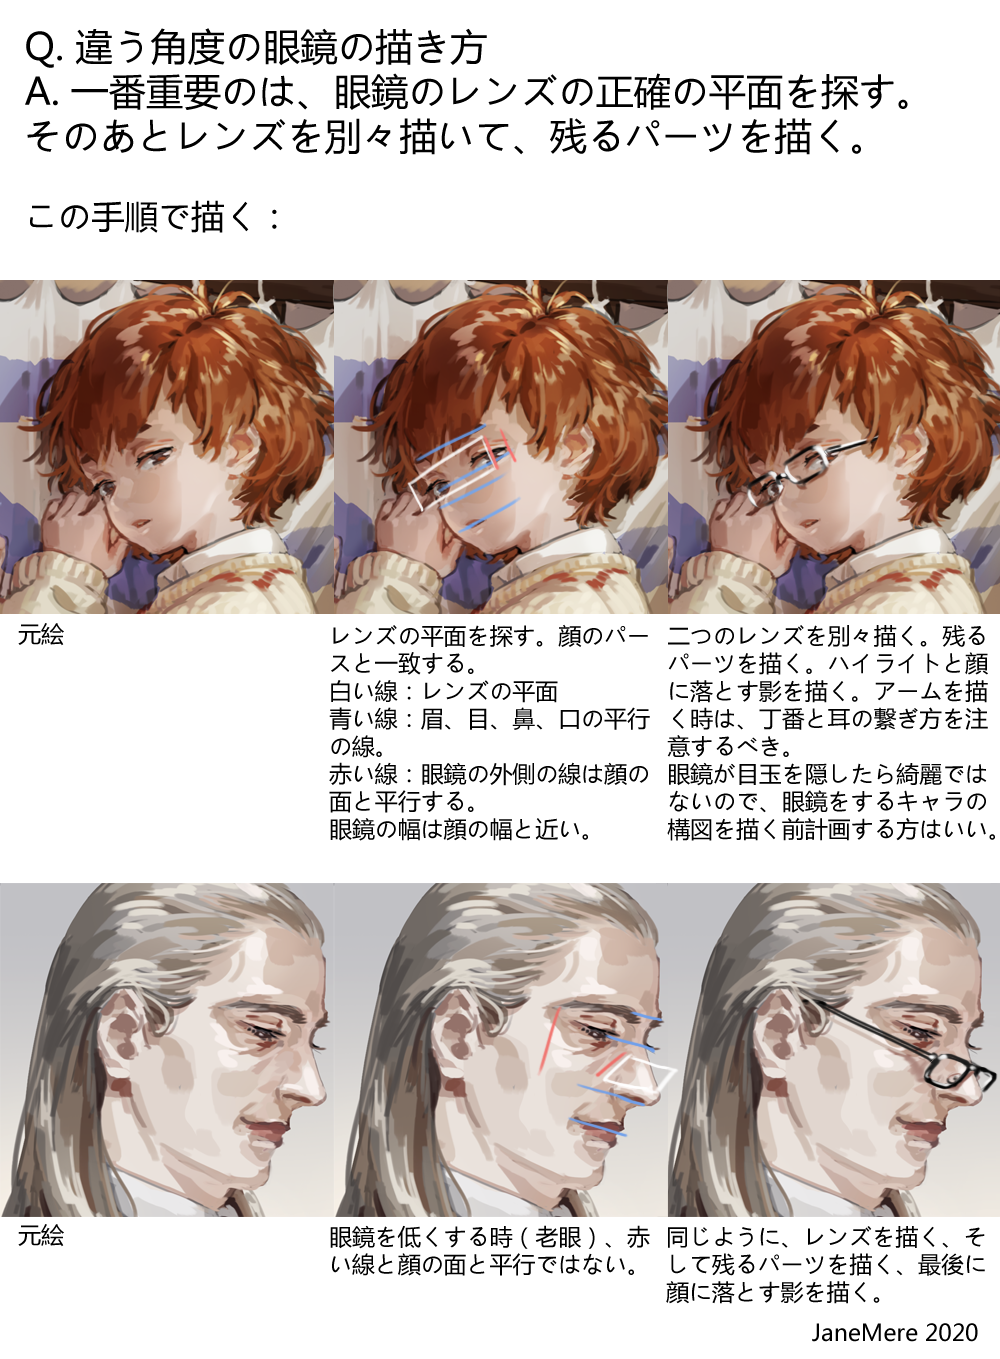 Q. 違う角度の眼鏡の描き方
A. 一番重要のは、眼鏡のレンズの正確の平面を探す。
そのあとレンズを別々描いて、残るパーツを描く。
この手順で描く：
元絵
レンズの平面を探す。顔のパー
スと一致する。
白い線：レンズの平面
青い線：眉、目、鼻、口の平行
の線。
赤い線：眼鏡の外側の線は顔の
面と平行する。
眼鏡の幅は顔の幅と近い。
二つのレンズを別々描く。残る
パーツを描く。ハイライトと顔
に落とす影を描く。アームを描
く時は、丁番と耳の繋ぎ方を注
意するべき。
眼鏡が目玉を隠したら綺麗では
ないので、眼鏡をするキャラの
構図を描く前計画する方はいい。
元絵
眼鏡を低くする時（老眼）、赤
い線と顔の面と平行ではない。
同じように、レンズを描く、そ
して残るパーツを描く、最後に
顔に落とす影を描く。
JaneMere 2020